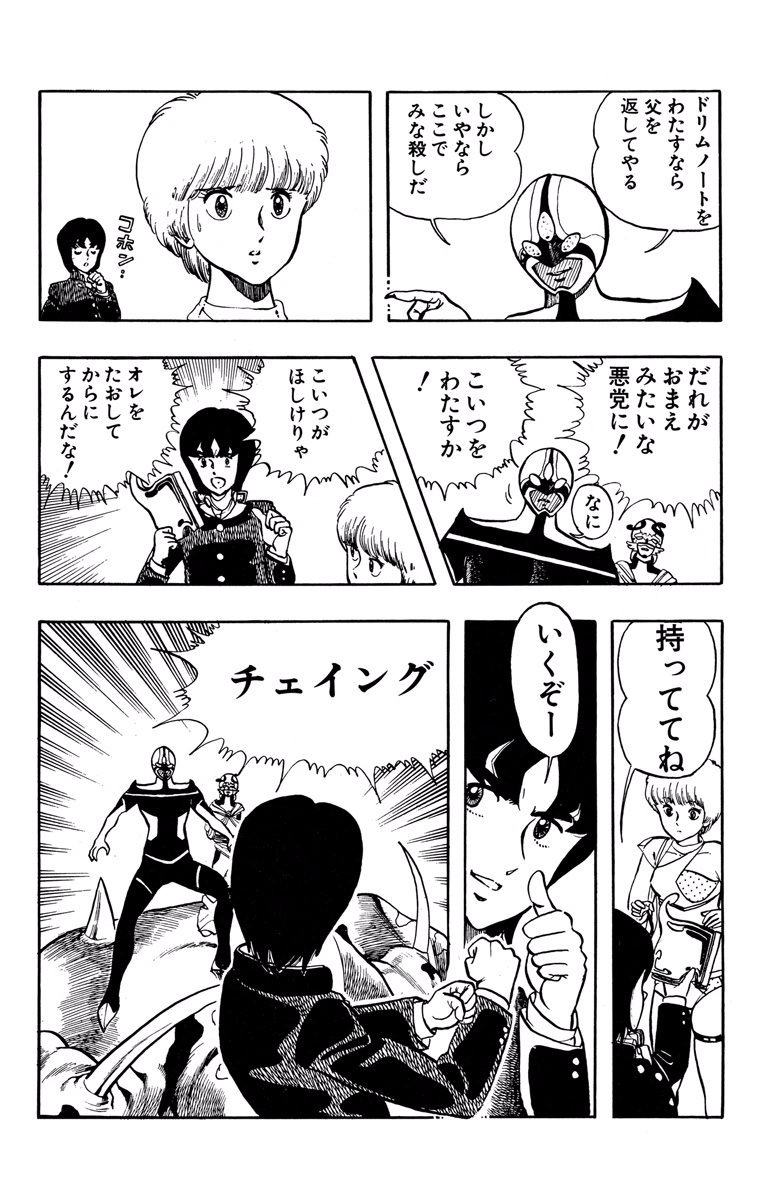 ドリムノートを
わたすなら
父を
返してやる
しかし
いやなら
ここで
みな殺しだ
コホン!
だれが
おまえ
みたいな
悪党に!
こいつを
わたすか
!
なに
こいつが
ほしけりゃ
オレを
たおして
からに
するんだな!
持っててね
いくぞー
チェイング